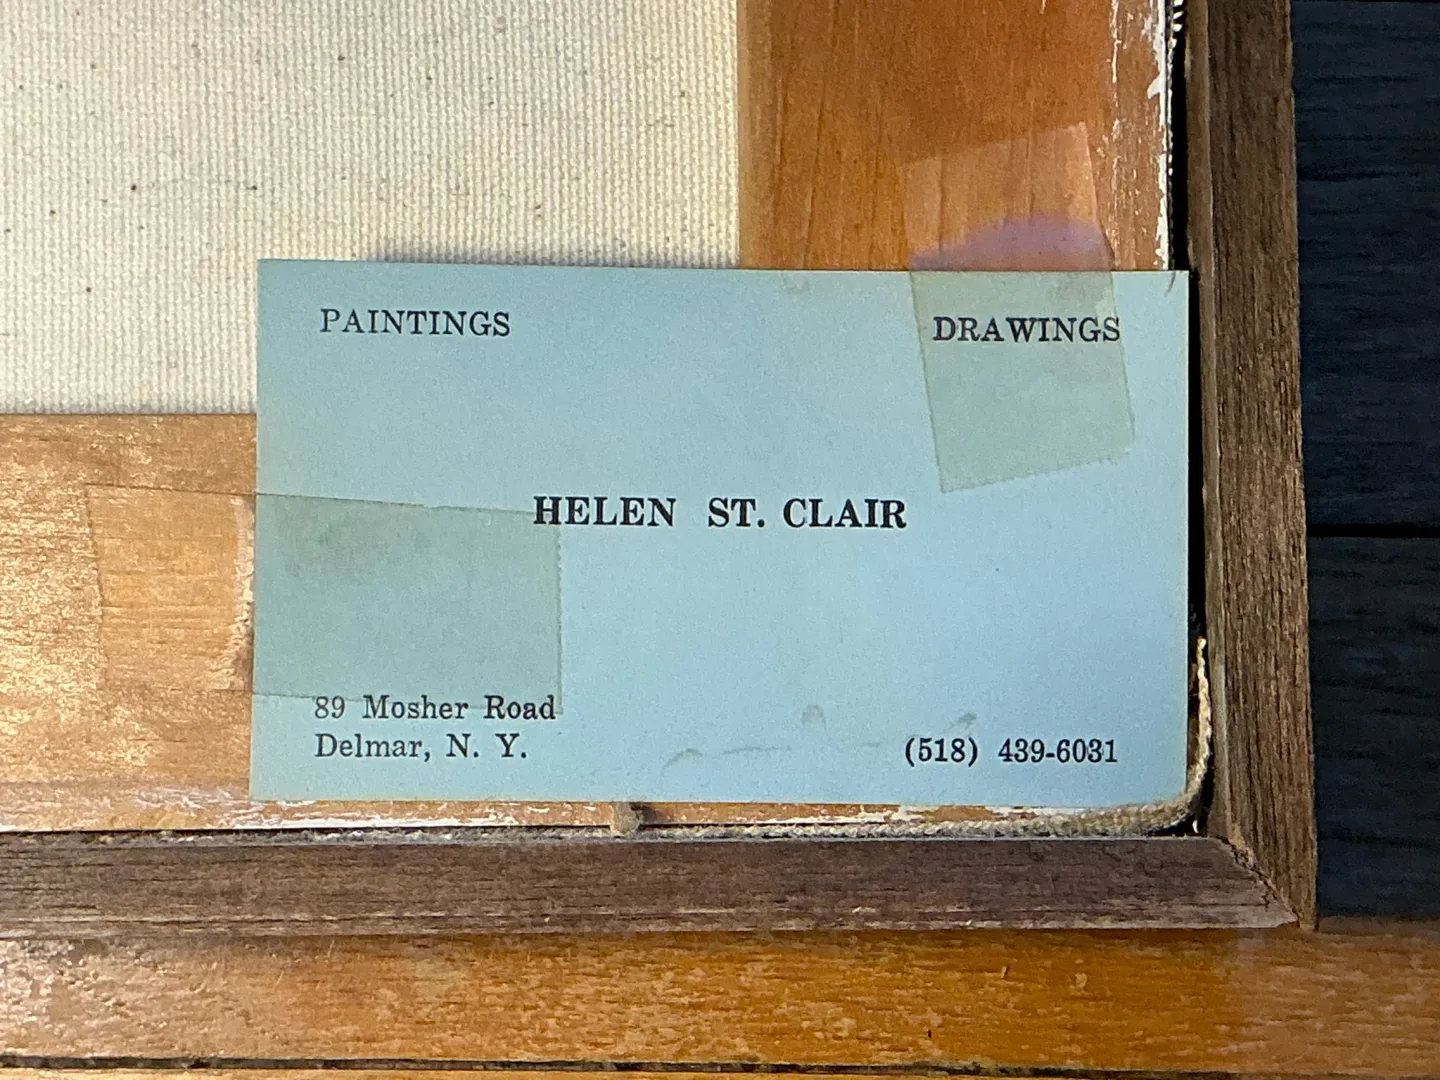 PAINTINGS DRAWINGS
HELEN ST. CLAIR
89 Mosher Road
Delmar, N. Y. (518) 439-6031